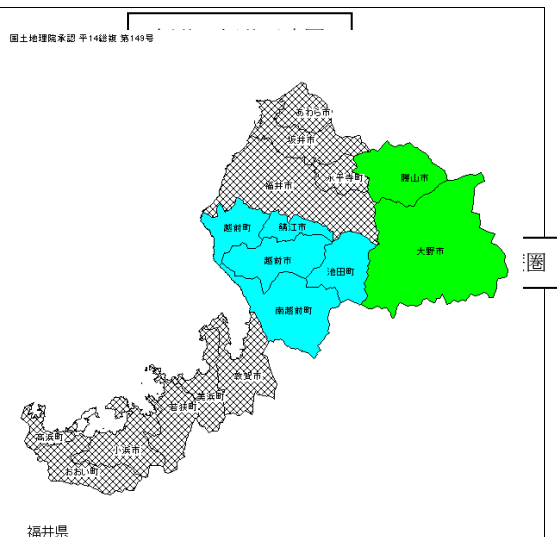 国土地理院承認 平14総複 第149号
あわら市
坂井市
永平寺町
福井市
勝山市
越前町
鯖江市
大野市
越前市
池田町
圏
南越前町
敦賀市
美浜町
若狭町
高浜町
小浜市
おおい町
福井県